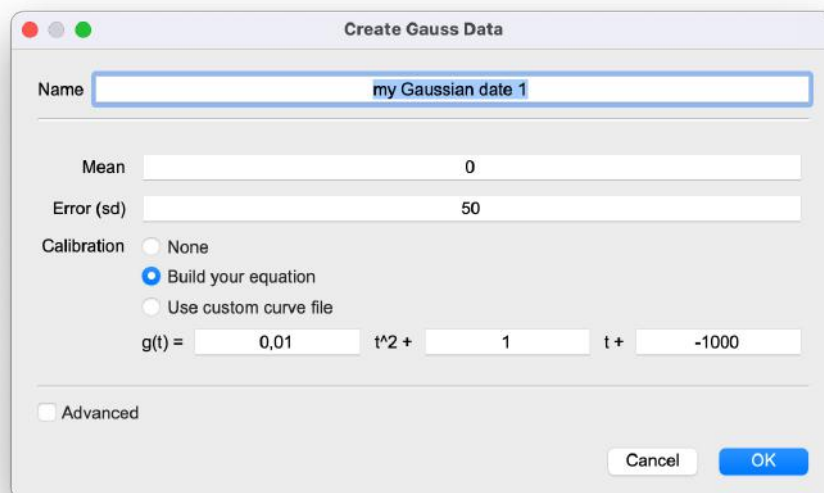 Create Gauss Data
Name my Gaussian date 1
Mean 0
Error (sd) 50
Calibration None
Build your equation
Use custom curve file
g(t) = 0,01 t^2 + 1 t + -1000
Advanced
Cancel OK